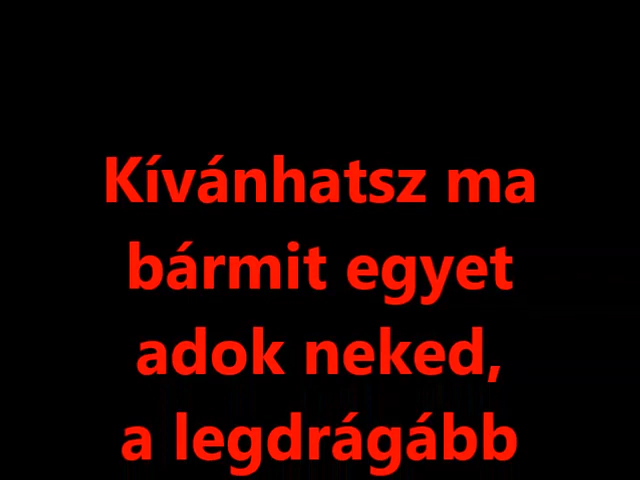 Kívánhatsz ma
bármit egyet
adok neked,
a legdrágább